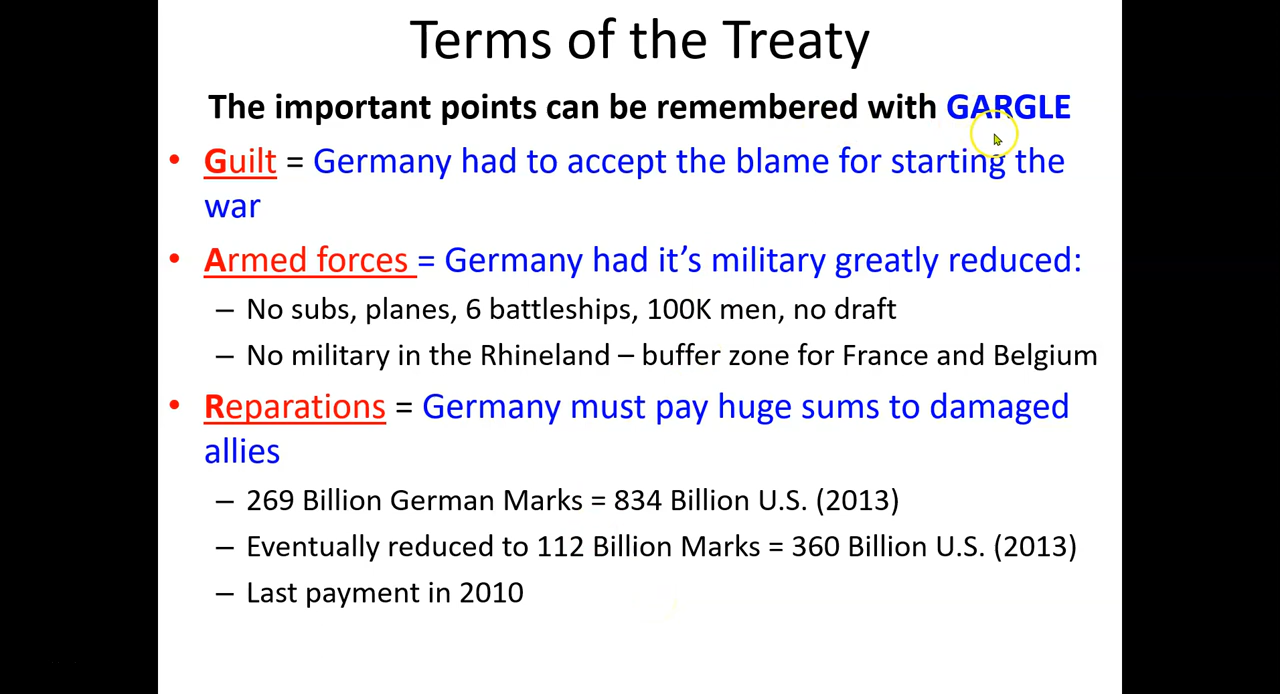 Terms of the Treaty
The important points can be remembered with GARGLE
• Guilt = Germany had to accept the blame for starting the
war
• Armed forces = Germany had it’s military greatly reduced:
– No subs, planes, 6 battleships, 100K men, no draft
– No military in the Rhineland – buffer zone for France and Belgium
• Reparations = Germany must pay huge sums to damaged
allies
– 269 Billion German Marks = 834 Billion U.S. (2013)
– Eventually reduced to 112 Billion Marks = 360 Billion U.S. (2013)
– Last payment in 2010